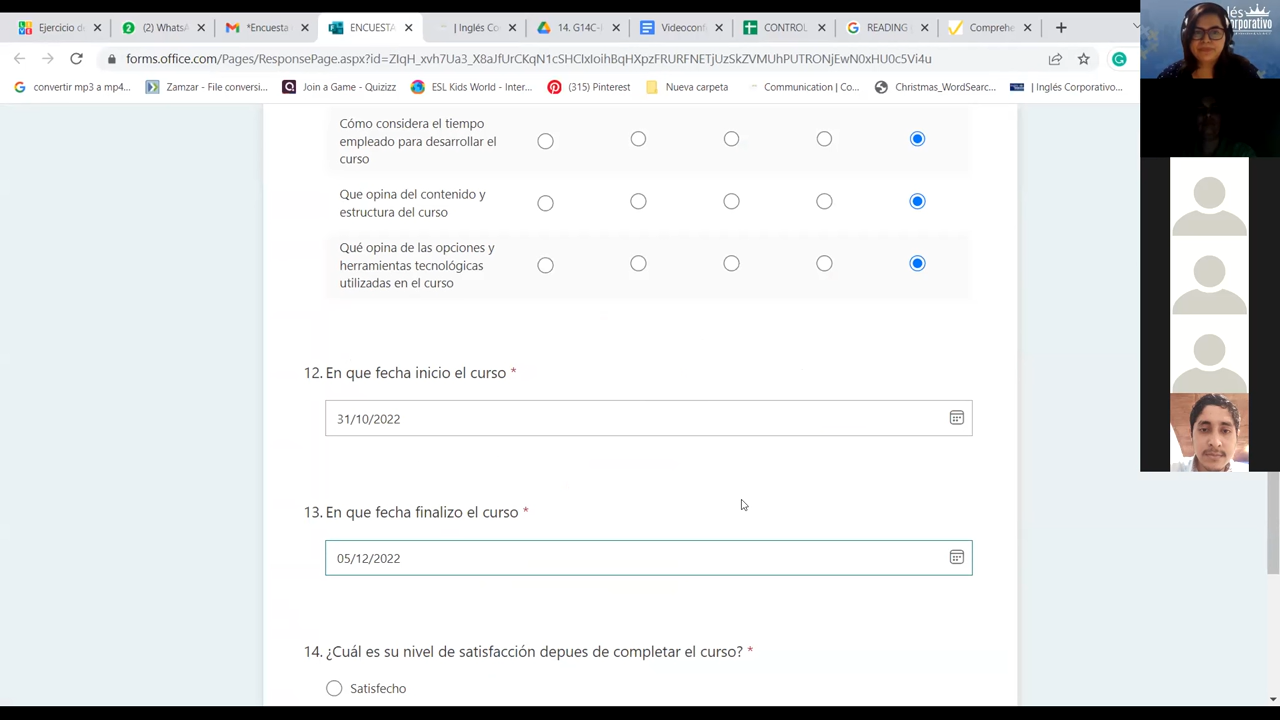 Ejercicio d
(2) WhatsA
*Encuesta
ENCUESTA
| Inglés Co
14. G14C-
Videoconf
CONTROL
READING
Comprehe
forms.office.com/Pages/ResponsePage.aspx?id=
convertir mp3 a mp4...
Zamzar - File conversi...
Join a Game - Quizizz
ESL Kids World - Inter...
(315) Pinterest
Nueva carpeta
Communication | Co...
Christmas_WordSearc...
| Inglés Corporativo...
Cómo considera el tiempo
empleado para desarrollar el
curso
Que opina del contenido y
estructura del curso
Qué opina de las opciones y
herramientas tecnológicas
utilizadas en el curso
12. En que fecha inicio el curso *
31/10/2022
13. En que fecha finalizo el curso *
05/12/2022
14. ¿Cuál es su nivel de satisfacción depues de completar el curso? *
Satisfecho